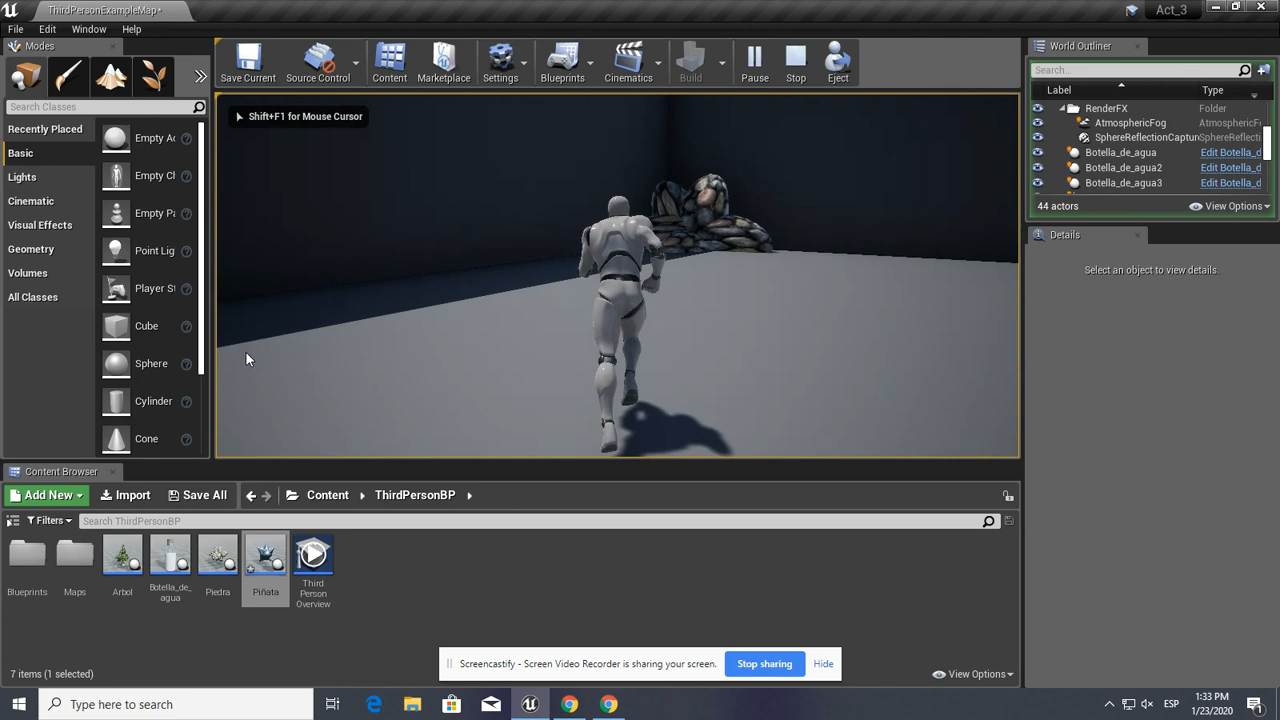 ThirdPersonExampleMap*
Act_3
File Edit Window Help
Modes
Search Classes
Recently Placed
Basic
Lights
Cinematic
Visual Effects
Geometry
Volumes
All Classes
Empty Ac
Empty Ch
Empty Pa
Point Lig
Player St
Cube
Sphere
Cylinder
Cone
Save Current
Source Control
Content
Marketplace
Settings
Blueprints
Cinematics
Build
Pause
Stop
Eject
Shift+F1 for Mouse Cursor
World Outliner
Search...
Label Type
RenderFX Folder
AtmosphericFog AtmosphericF
SphereReflectionCapture SphereReflecti
Botella_de_agua Edit Botella_d
Botella_de_agua2 Edit Botella_d
Botella_de_agua3 Edit Botella_d
44 actors View Options
Details
Select an object to view details.
Content Browser
Add New Import Save All Content ThirdPersonBP
Filters Search ThirdPersonBP
Blueprints
Maps
Arbol
Botella_de_
agua
Piedra
Piñata
Third
Person
Overview
Screencastify - Screen Video Recorder is sharing your screen. Stop sharing Hide
7 items (1 selected) View Options
Type here to search
ESP
1:33 PM
1/23/2020